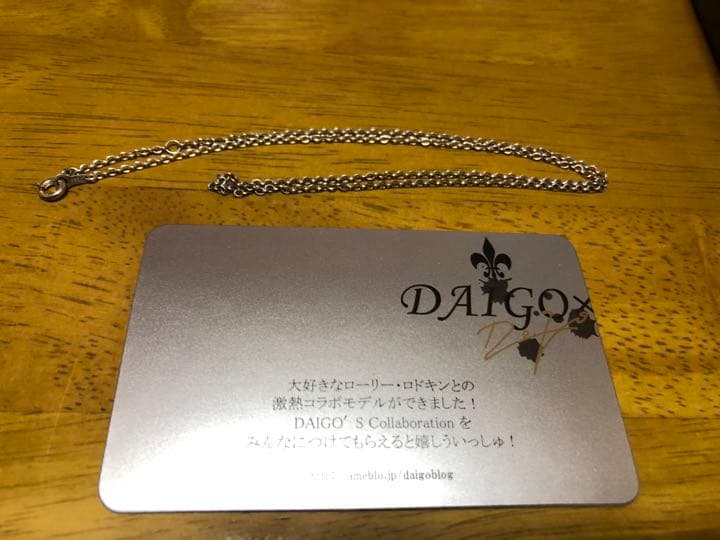 DAIGO×
大好きなローリー・ロドキンとの
激熱コラボモデルができました！
DAIGO'S Collaboration を
みんなにつけてもらえると嬉しういっしゅ！
ameblo.jp/daigoblog